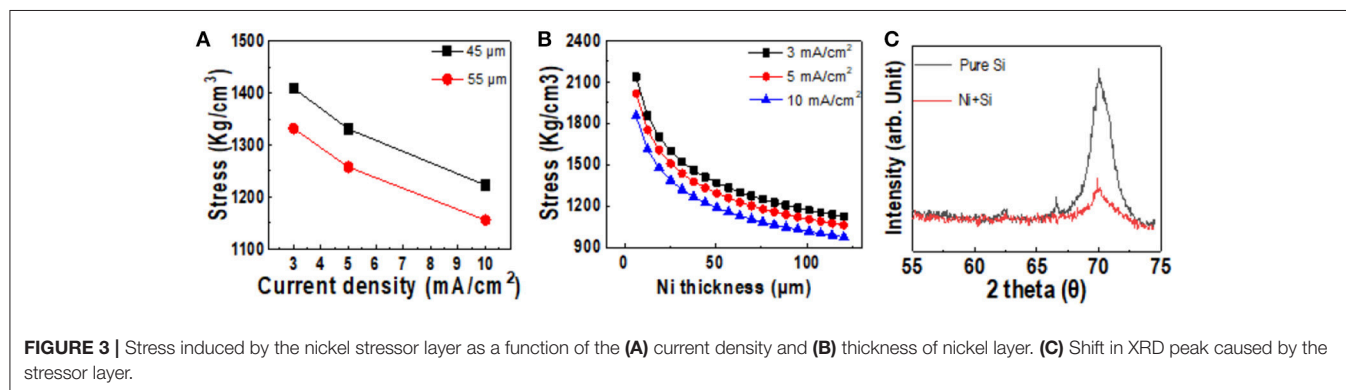 A
1500
1400
1300
1200
1100
Stress (Kg/cm³)
45 µm
55 µm
3 4 5 6 7 8 9 10
Current density (mA/cm²)
B
2400
2100
1800
1500
1200
900
Stress (Kg/cm3)
3 mA/cm²
5 mA/cm²
10 mA/cm²
0 50 100
Ni thickness (µm)
C
Intensity (arb. Unit)
Pure Si
Ni+Si
55 60 65 70 75
2 theta (θ)
FIGURE 3 | Stress induced by the nickel stressor layer as a function of the (A) current density and (B) thickness of nickel layer. (C) Shift in XRD peak caused by the
stressor layer.